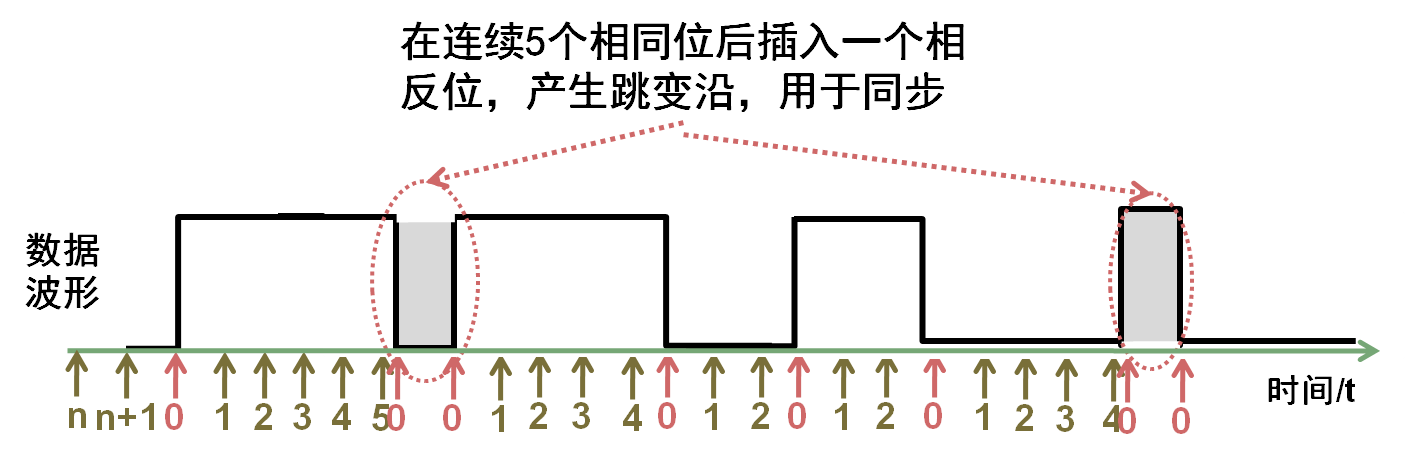 在连续5个相同位后插入一个相
反位，产生跳变沿，用于同步
数据
波形
n n+1 0 1 2 3 4 5 0 0 1 2 3 4 0 1 2 0 1 2 0 1 2 3 4 0 0
时间/t